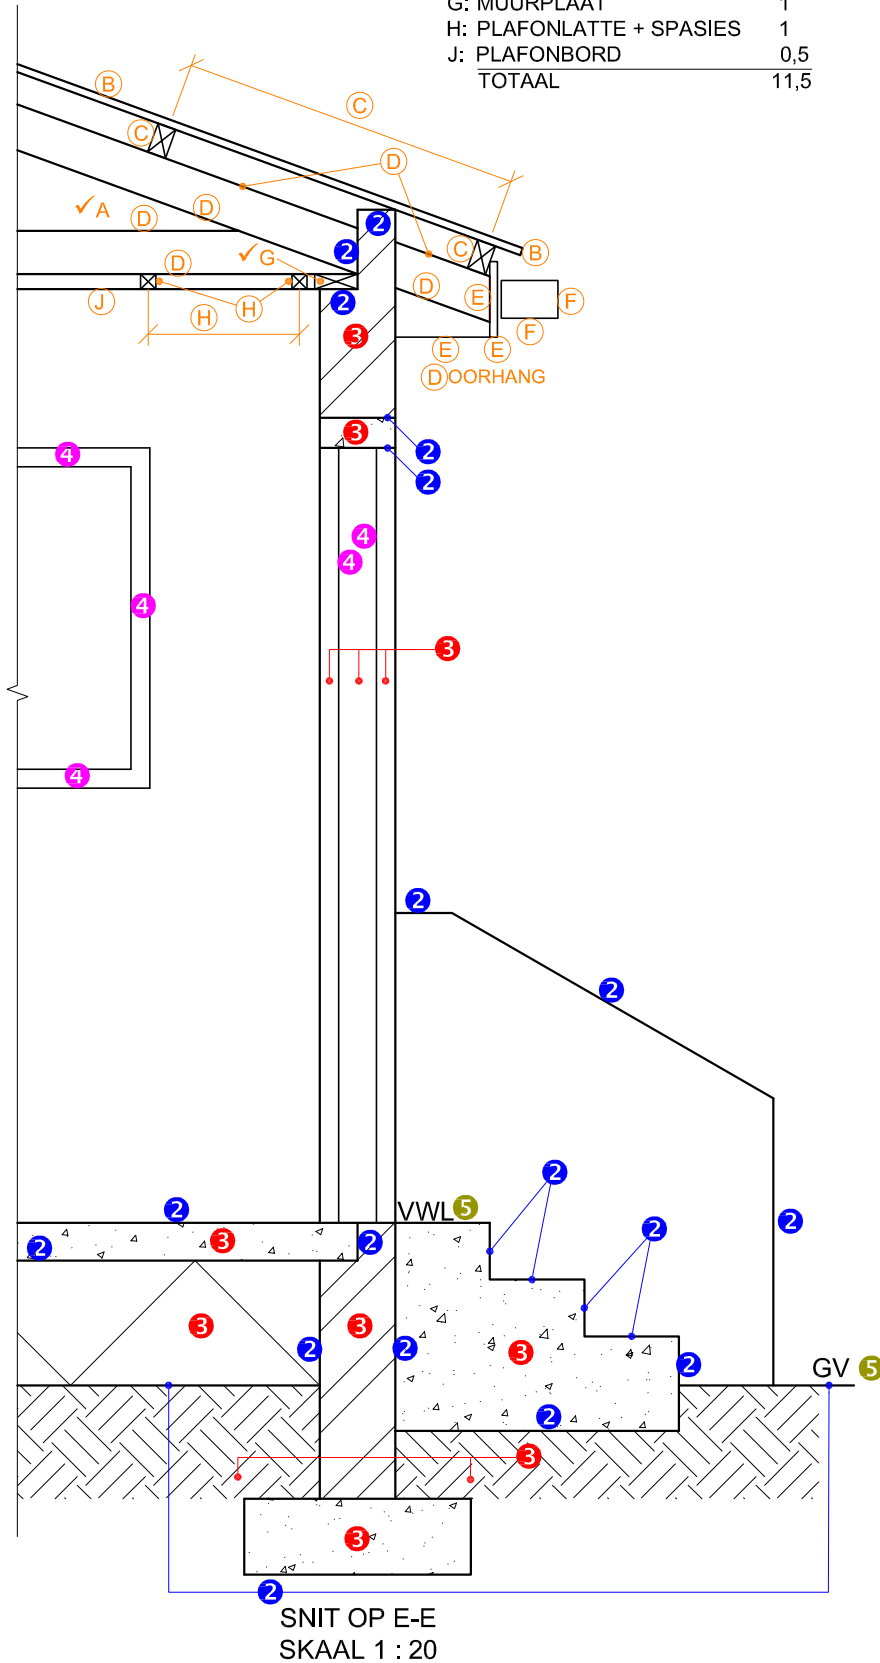 G: MUURPLAAT 1
H: PLAFONLATTE + SPASIES 1
J: PLAFONBORD 0,5
TOTAAL 11,5
B
C
C
D
✓A
D
D
2
2
✓G
C
B
D
D
E
F
J
H
H
2
F
3
E
E
DOORHANG
3
2
2
4
4
4
4
3
4
2
2
2
2
2
VWL 5
2
3
2
2
3
3
2
2
3
2
GV 5
2
3
3
2
SNIT OP E-E
SKAAL 1 : 20